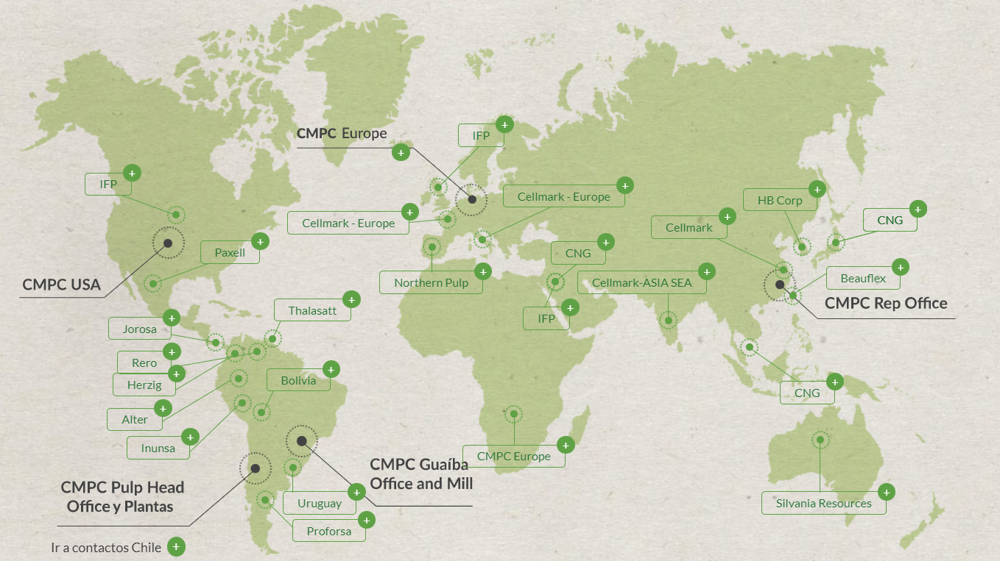 CMPC Europe
+
IFP
+
IFP
+
Cellmark - Europe
+
HB Corp
+
Cellmark - Europe
+
Cellmark
+
CNG
+
Paxell
+
CNG
+
CMPC USA
Northern Pulp
+
Cellmark-ASIA SEA
+
Beauflex
+
CMPC Rep Office
Thalasatt
+
IFP
+
Jorosa
+
Rero
+
Herzig
+
Bolivia
+
CNG
+
Alter
+
Inunsa
+
CMPC Europe
+
CMPC Guaíba
Office and Mill
CMPC Pulp Head
Office y Plantas
Uruguay
+
Silvania Resources
+
Proforsa
+
Ir a contactos Chile
+